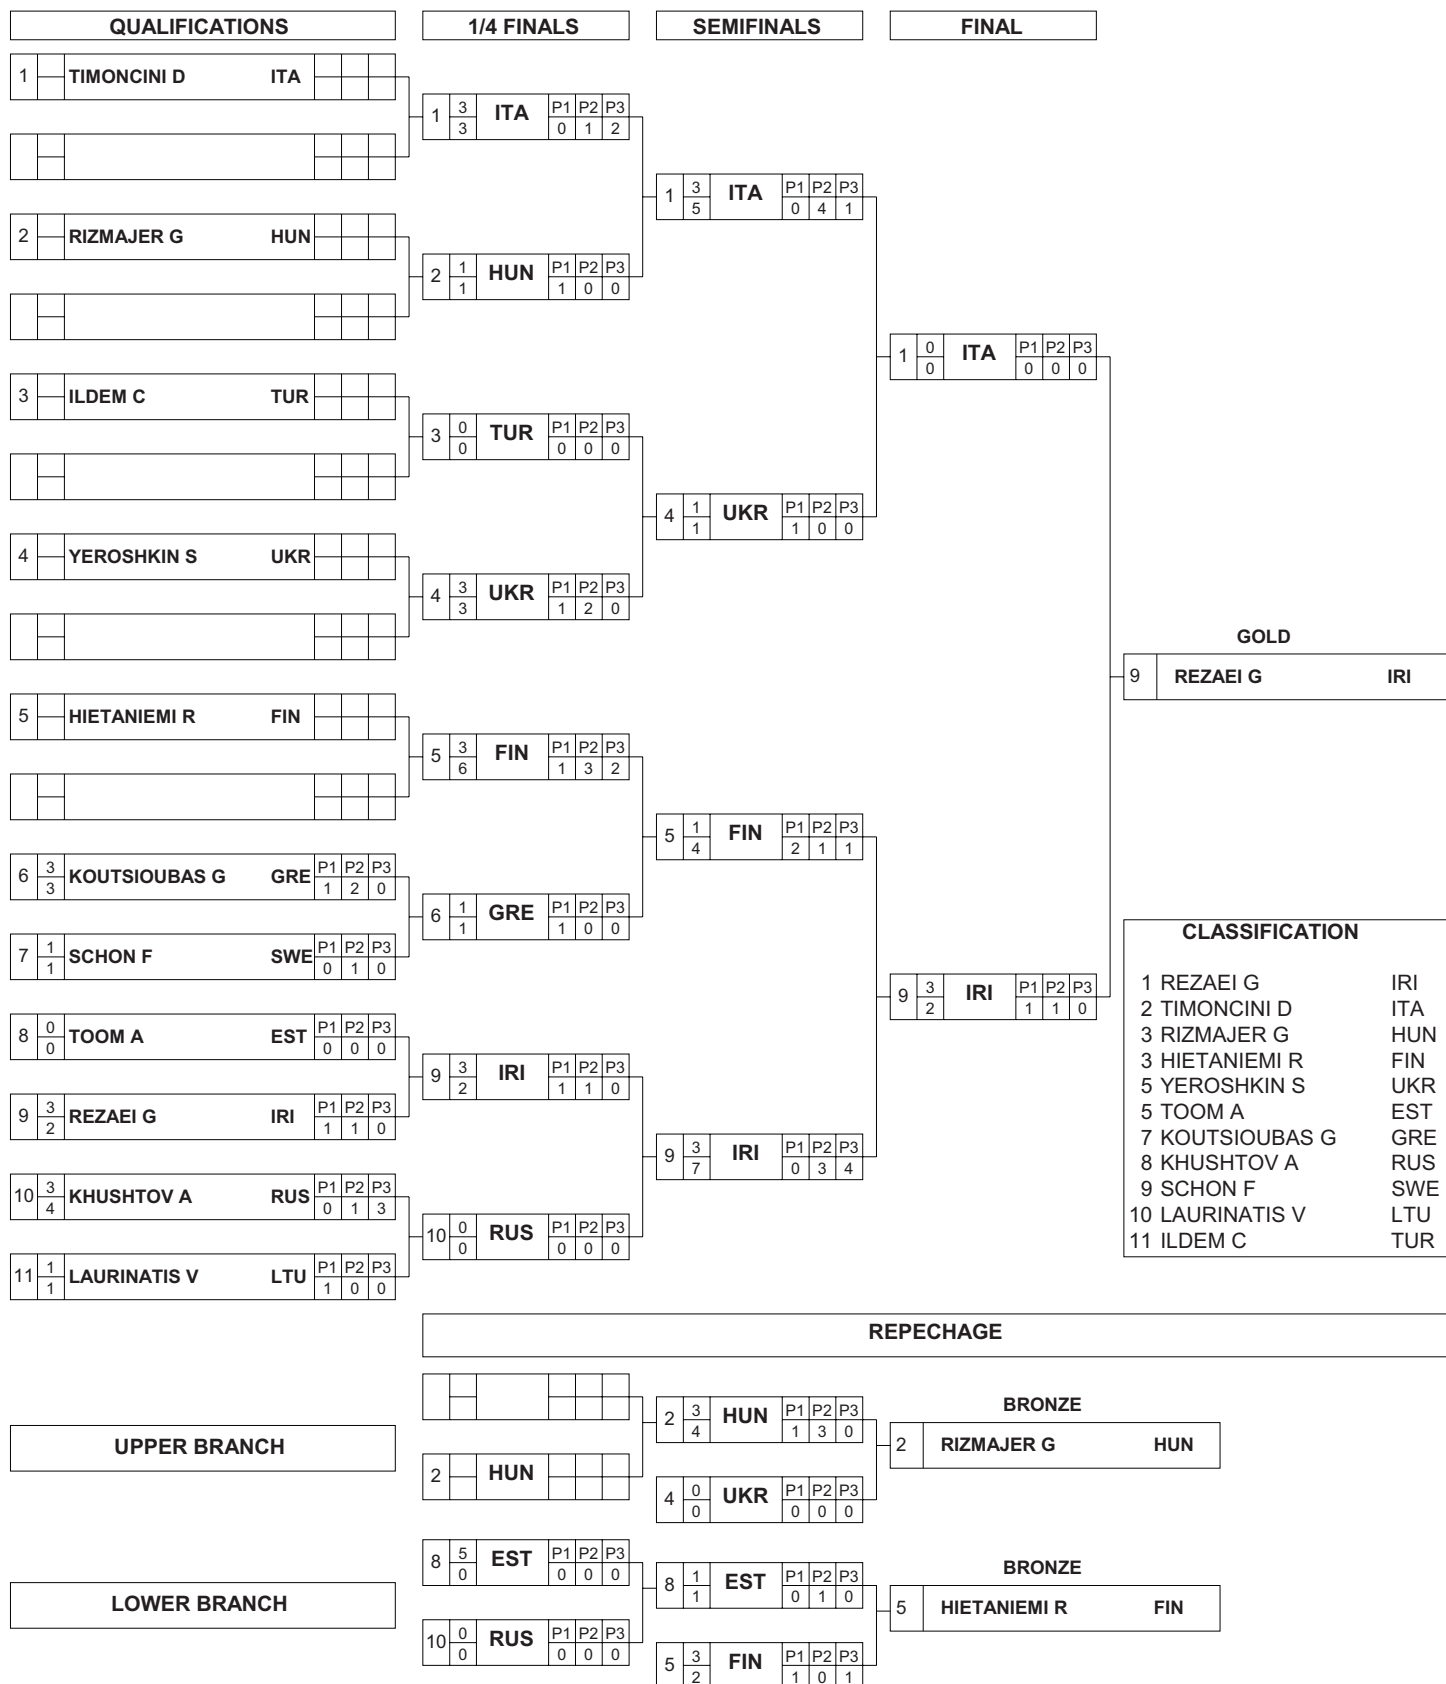 QUALIFICATIONS 1/4 FINALS SEMIFINALS FINAL
1 TIMONCINI D ITA
1 3 3 ITA P1 P2 P3 0 1 2
1 3 5 ITA P1 P2 P3 0 4 1
2 RIZMAJER G HUN
2 1 1 HUN P1 P2 P3 1 0 0
1 0 0 ITA P1 P2 P3 0 0 0
3 ILDEM C TUR
3 0 0 TUR P1 P2 P3 0 0 0
4 1 1 UKR P1 P2 P3 1 0 0
4 YEROSHKIN S UKR
4 3 3 UKR P1 P2 P3 1 2 0
GOLD
9 REZAEI G IRI
5 HIETANIEMI R FIN
5 3 6 FIN P1 P2 P3 1 3 2
5 1 4 FIN P1 P2 P3 2 1 1
6 3 3 KOUTSIOUBAS G GRE P1 P2 P3 1 2 0
6 1 1 GRE P1 P2 P3 1 0 0
7 1 1 SCHON F SWE P1 P2 P3 0 1 0
9 3 2 IRI P1 P2 P3 1 1 0
8 0 0 TOOM A EST P1 P2 P3 0 0 0
9 3 2 IRI P1 P2 P3 1 1 0
9 3 2 REZAEI G IRI P1 P2 P3 1 1 0
9 3 7 IRI P1 P2 P3 0 3 4
10 3 4 KHUSHTOV A RUS P1 P2 P3 0 1 3
10 0 0 RUS P1 P2 P3 0 0 0
11 1 1 LAURINATIS V LTU P1 P2 P3 1 0 0
CLASSIFICATION
1 REZAEI G IRI
2 TIMONCINI D ITA
3 RIZMAJER G HUN
3 HIETANIEMI R FIN
5 YEROSHKIN S UKR
5 TOOM A EST
7 KOUTSIOUBAS G GRE
8 KHUSHTOV A RUS
9 SCHON F SWE
10 LAURINATIS V LTU
11 ILDEM C TUR
REPECHAGE
UPPER BRANCH
2 HUN
2 3 4 HUN P1 P2 P3 1 3 0
4 0 0 UKR P1 P2 P3 0 0 0
BRONZE
2 RIZMAJER G HUN
LOWER BRANCH
8 5 0 EST P1 P2 P3 0 0 0
10 0 0 RUS P1 P2 P3 0 0 0
8 1 1 EST P1 P2 P3 0 1 0
5 3 2 FIN P1 P2 P3 1 0 1
BRONZE
5 HIETANIEMI R FIN